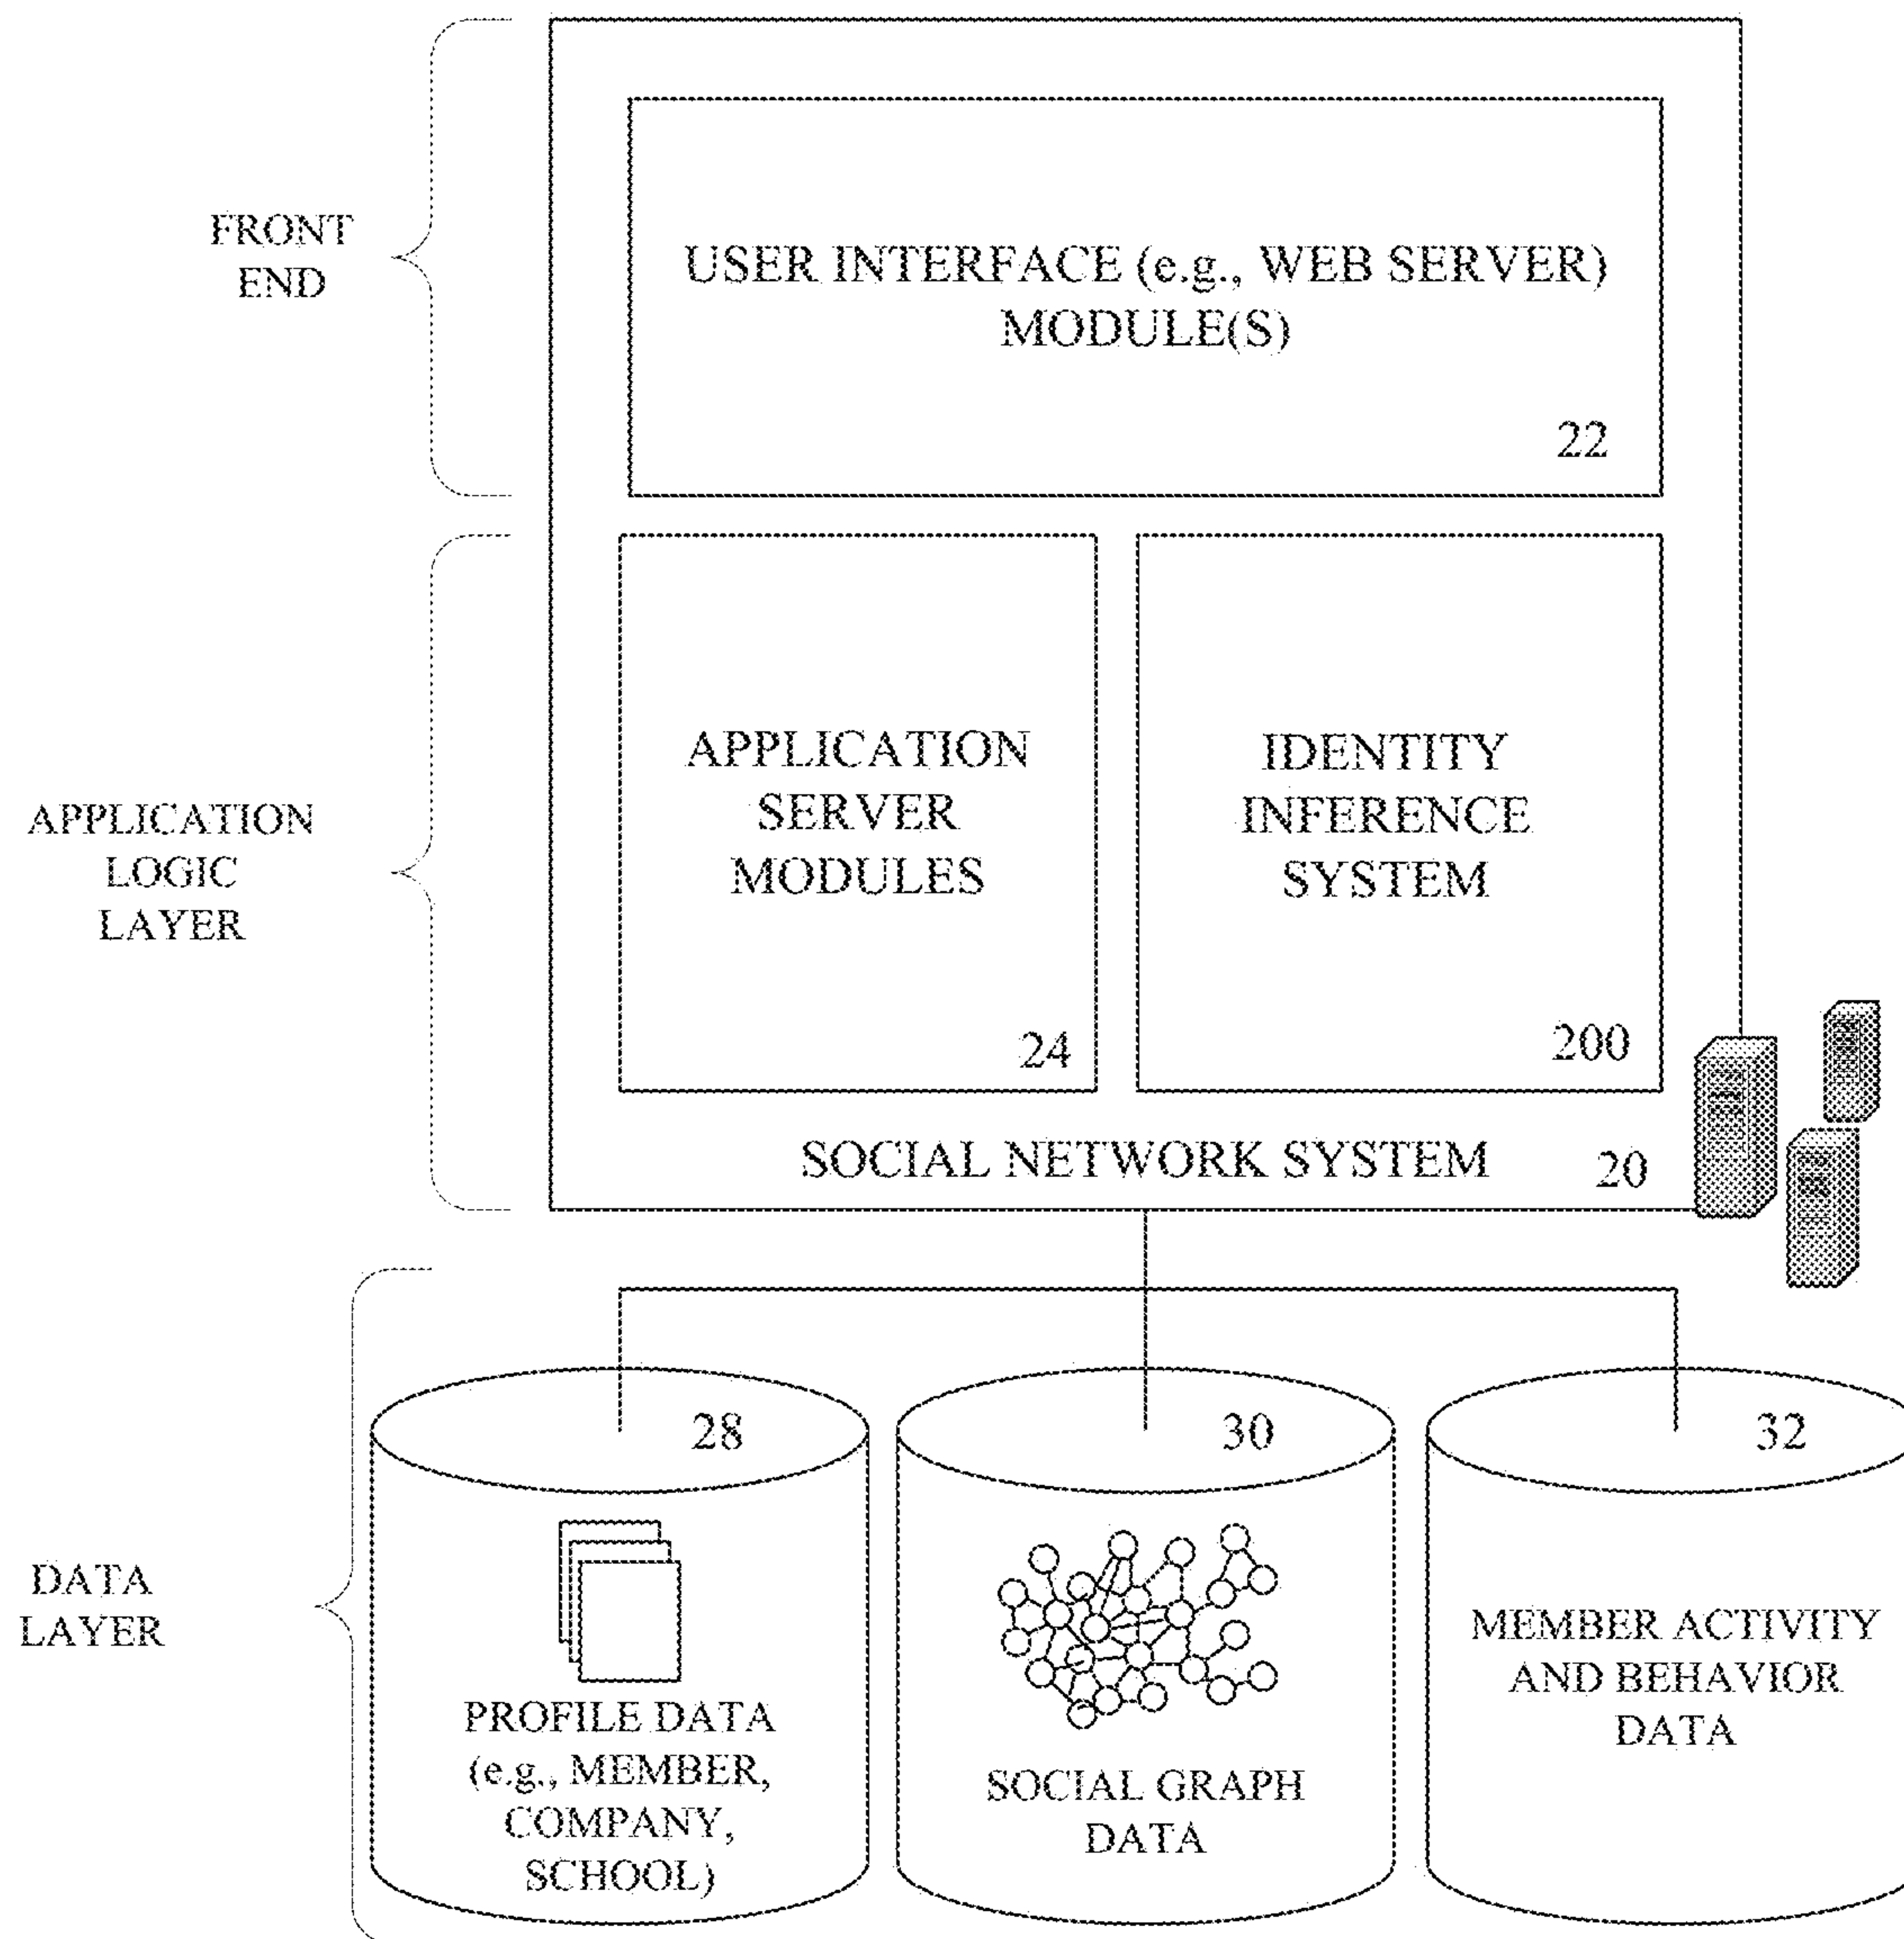 FRONT
END
USER INTERFACE (e.g., WEB SERVER)
MODULE(S)
22
APPLICATION
LOGIC
LAYER
APPLICATION
SERVER
MODULES
24
IDENTITY
INFERENCE
SYSTEM
200
SOCIAL NETWORK SYSTEM
20
DATA
LAYER
28
PROFILE DATA
(e.g., MEMBER,
COMPANY,
SCHOOL)
30
SOCIAL GRAPH
DATA
32
MEMBER ACTIVITY
AND BEHAVIOR
DATA